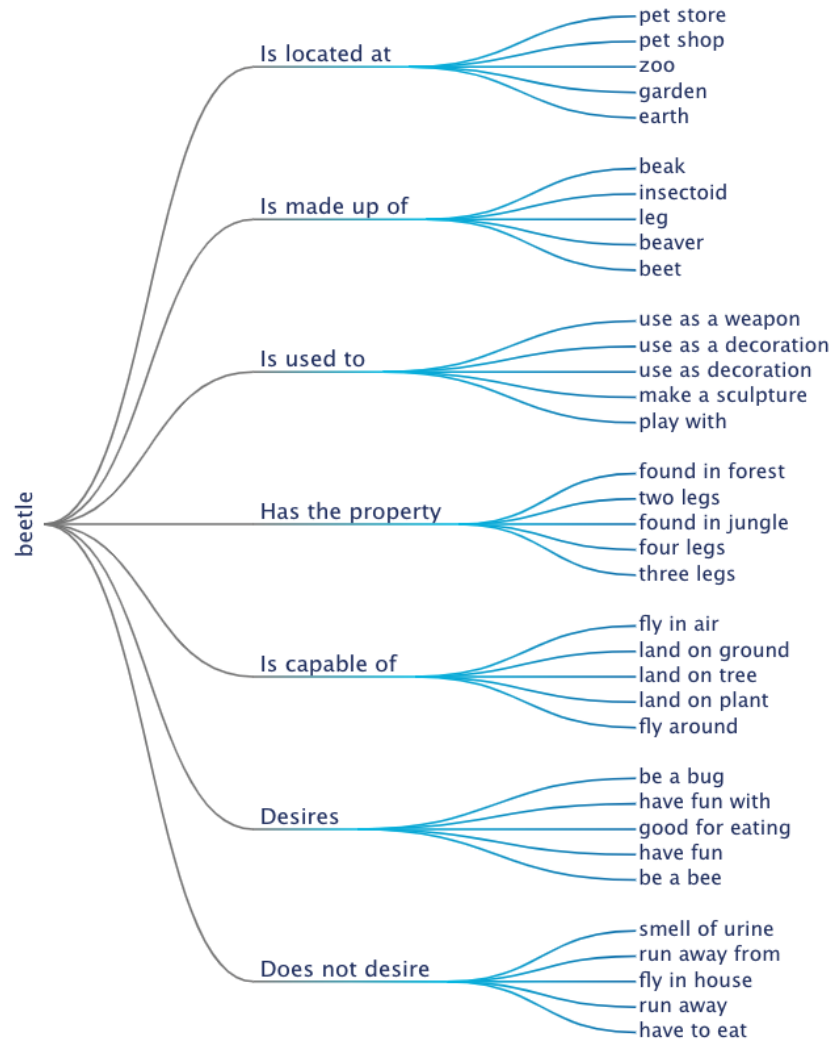 beetle
Is located at
pet store
pet shop
zoo
garden
earth
Is made up of
beak
insectoid
leg
beaver
beet
Is used to
use as a weapon
use as a decoration
use as decoration
make a sculpture
play with
Has the property
found in forest
two legs
found in jungle
four legs
three legs
Is capable of
fly in air
land on ground
land on tree
land on plant
fly around
Desires
be a bug
have fun with
good for eating
have fun
be a bee
Does not desire
smell of urine
run away from
fly in house
run away
have to eat